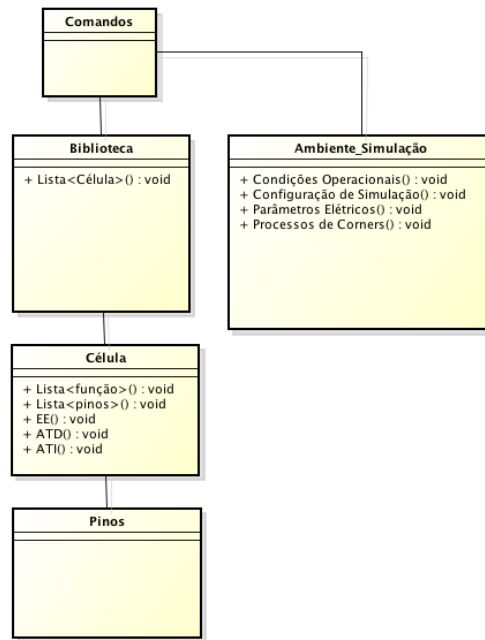 Comandos
Biblioteca
+ Lista<Célula>() : void
Ambiente_Simulação
+ Condições Operacionais() : void
+ Configuração de Simulação() : void
+ Parâmetros Elétricos() : void
+ Processos de Corners() : void
Célula
+ Lista<função>() : void
+ Lista<pinos>() : void
+ EE() : void
+ ATD() : void
+ ATI() : void
Pinos